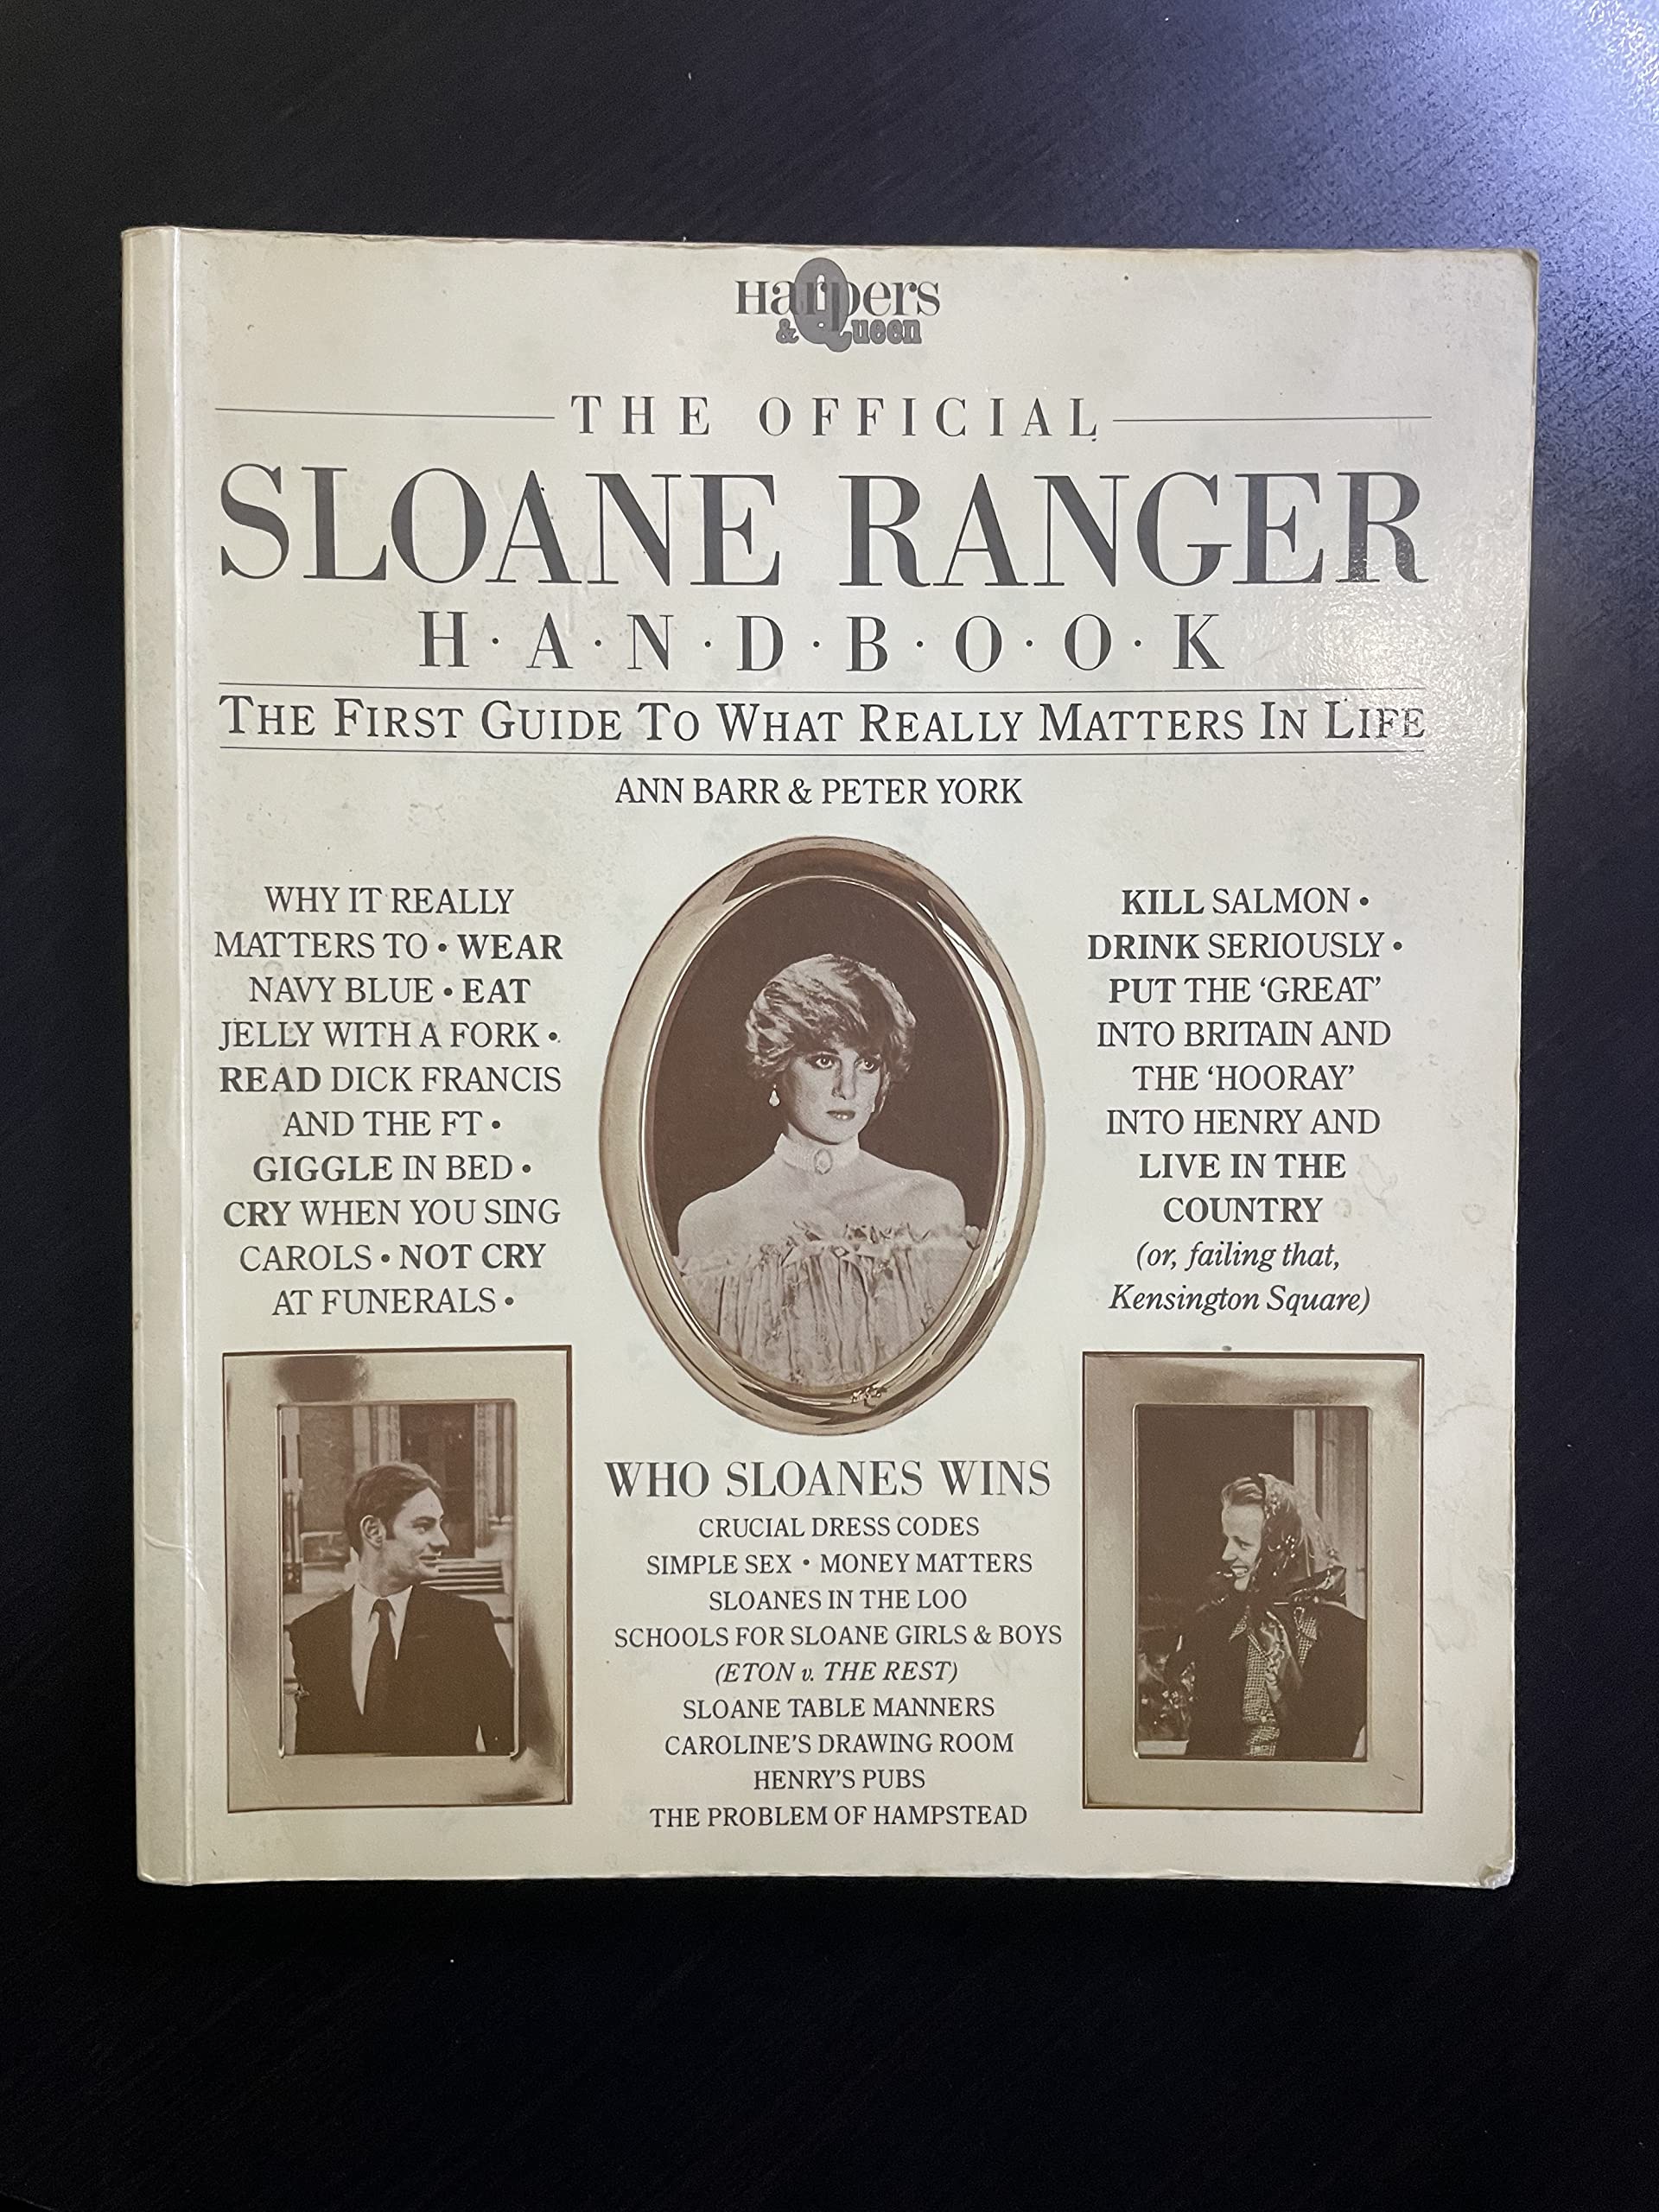 Harpers
& Queen
THE OFFICIAL
SLOANE RANGER
H·A·N·D·B·O·O·K
THE FIRST GUIDE TO WHAT REALLY MATTERS IN LIFE
ANN BARR & PETER YORK
WHY IT REALLY
MATTERS TO • WEAR
NAVY BLUE • EAT
JELLY WITH A FORK •
READ DICK FRANCIS
AND THE FT •
GIGGLE IN BED •
CRY WHEN YOU SING
CAROLS • NOT CRY
AT FUNERALS •
KILL SALMON •
DRINK SERIOUSLY •
PUT THE ‘GREAT’
INTO BRITAIN AND
THE ‘HOORAY’
INTO HENRY AND
LIVE IN THE
COUNTRY
(or, failing that,
Kensington Square)
WHO SLOANES WINS
CRUCIAL DRESS CODES
SIMPLE SEX • MONEY MATTERS
SLOANES IN THE LOO
SCHOOLS FOR SLOANE GIRLS & BOYS
(ETON v. THE REST)
SLOANE TABLE MANNERS
CAROLINE’S DRAWING ROOM
HENRY’S PUBS
THE PROBLEM OF HAMPSTEAD